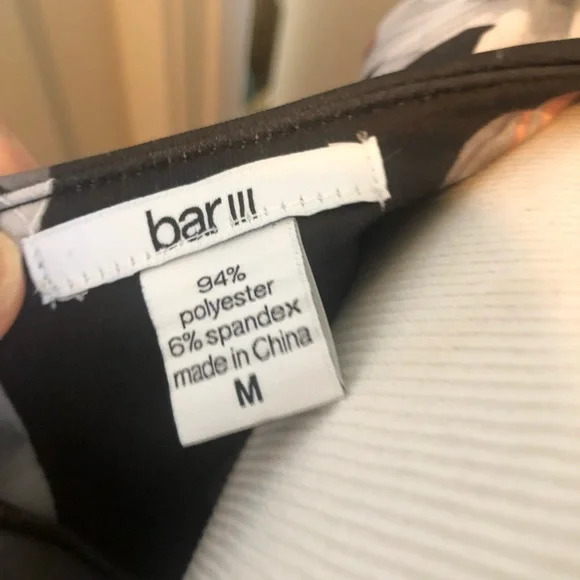 bar III
94%
polyester
6% spandex
made in China
M